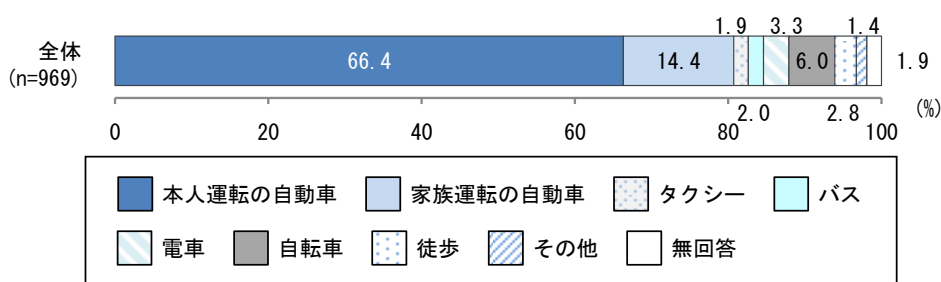 1.9 3.3 1.4
全体
(n=969)
66.4 14.4 6.0 1.9
2.0 2.8 (%)
0 20 40 60 80 100
本人運転の自動車 家族運転の自動車 タクシー バス
電車 自転車 徒歩 その他 無回答